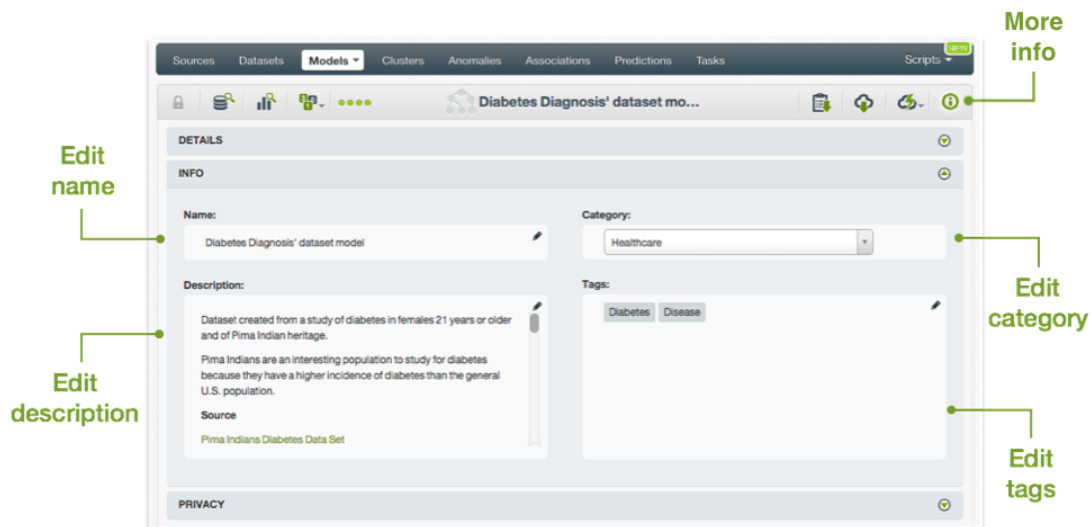 More
info
NEW
Sources Datasets Models Clusters Anomalies Associations Predictions Tasks Scripts
Diabetes Diagnosis' dataset mo...
DETAILS
INFO
Edit
name
Name:
Diabetes Diagnosis' dataset model
Category:
Healthcare
Edit
category
Description:
Dataset created from a study of diabetes in females 21 years or older
and of Pima Indian heritage.
Pima Indians are an interesting population to study for diabetes
because they have a higher incidence of diabetes than the general
U.S. population.
Source
Pima Indians Diabetes Data Set
Edit
description
Tags:
Diabetes Disease
Edit
tags
PRIVACY